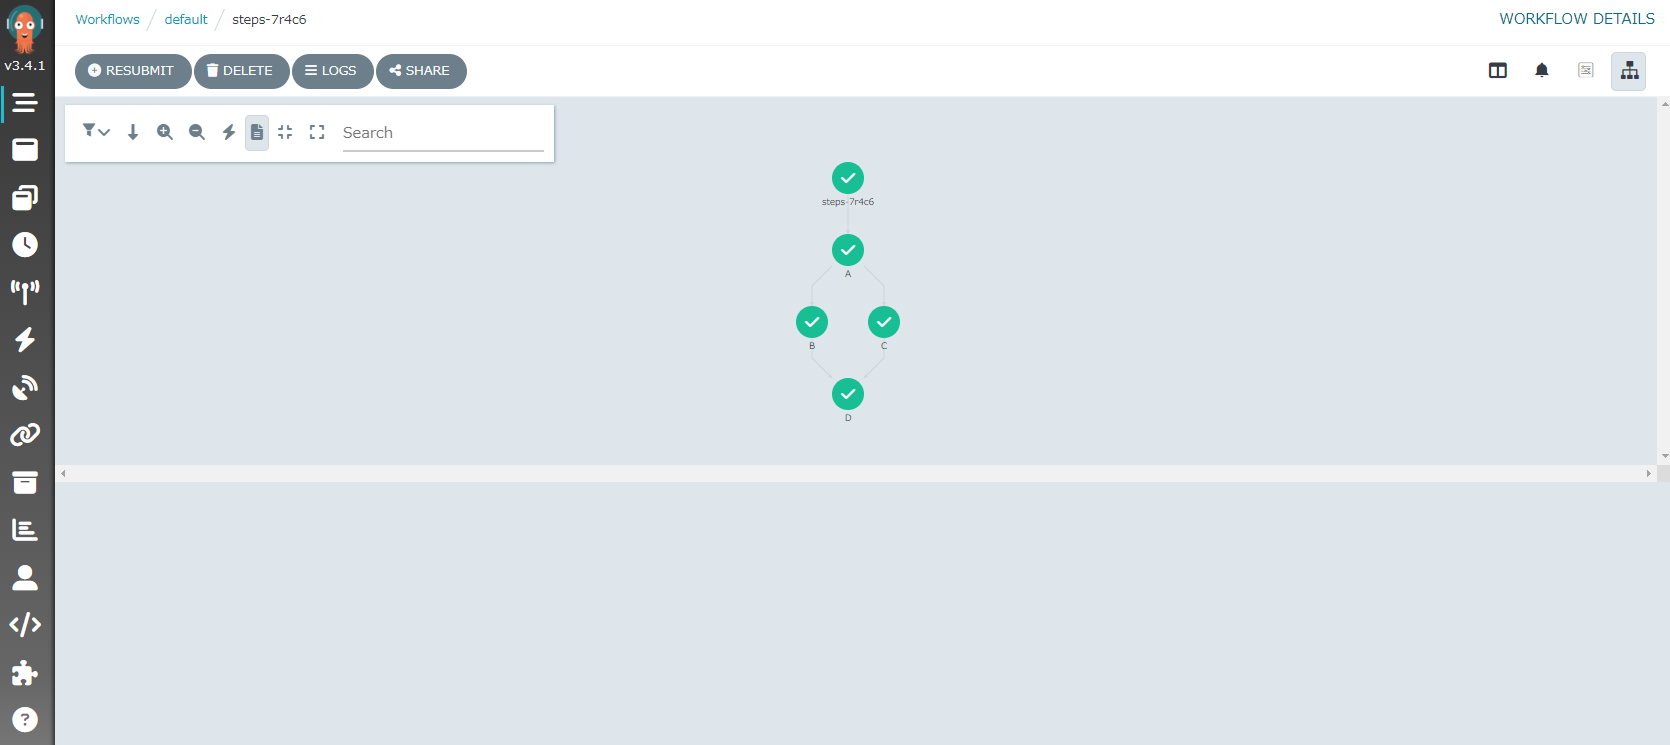 v3.4.1
Workflows / default / steps-7r4c6
WORKFLOW DETAILS
RESUBMIT DELETE LOGS SHARE
Search
steps-7r4c6
A
B C
D